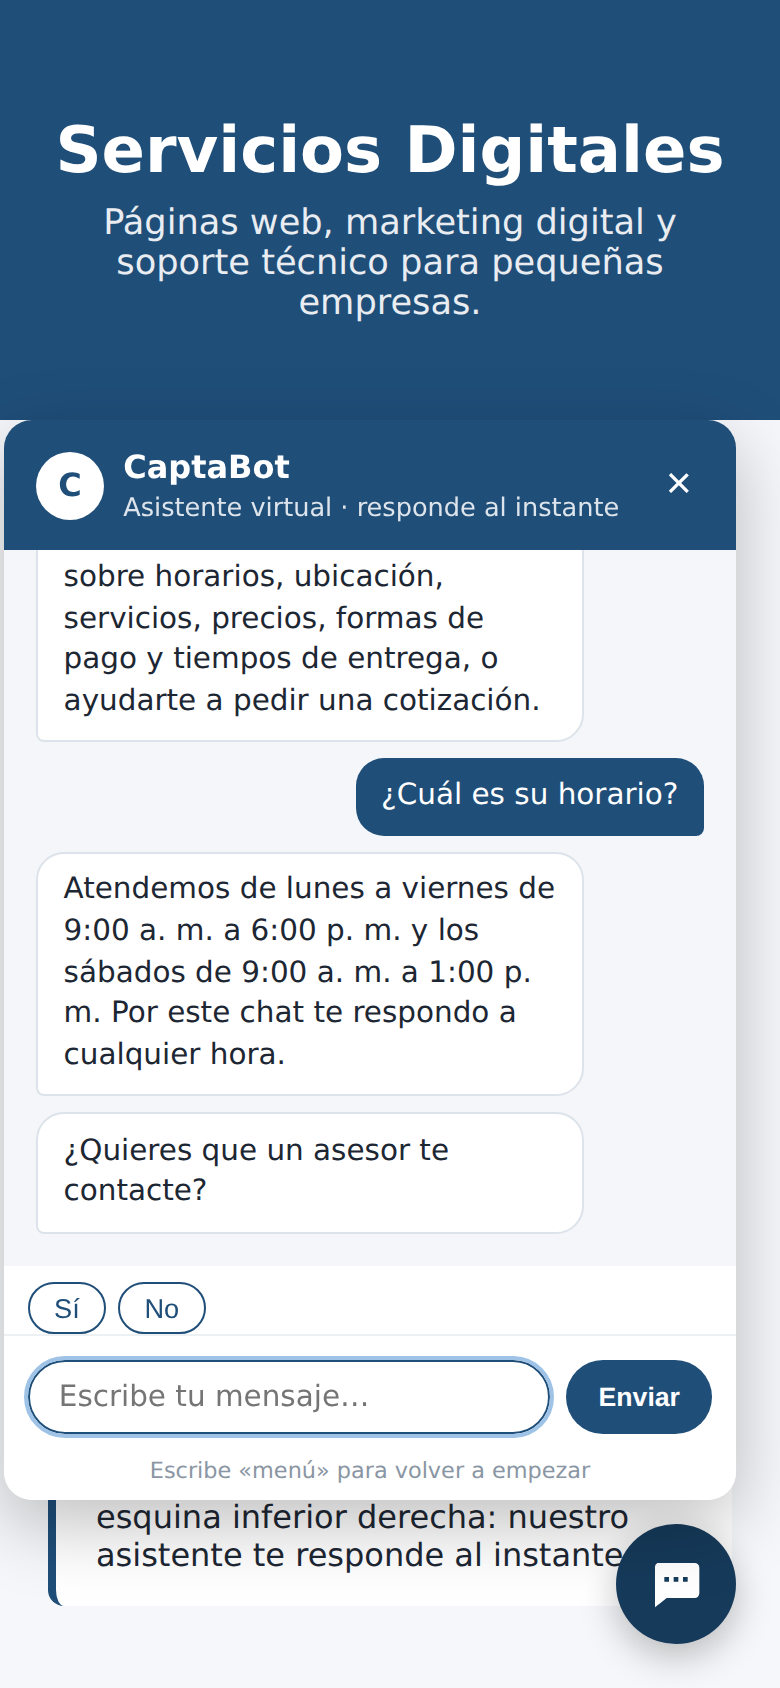 Servicios Digitales
Páginas web, marketing digital y
soporte técnico para pequeñas
empresas.
C
CaptaBot
Asistente virtual · responde al instante
✕
sobre horarios, ubicación,
servicios, precios, formas de
pago y tiempos de entrega, o
ayudarte a pedir una cotización.
¿Cuál es su horario?
Atendemos de lunes a viernes de
9:00 a. m. a 6:00 p. m. y los
sábados de 9:00 a. m. a 1:00 p.
m. Por este chat te respondo a
cualquier hora.
¿Quieres que un asesor te
contacte?
Sí No
Escribe tu mensaje...
Enviar
Escribe «menú» para volver a empezar
esquina inferior derecha: nuestro
asistente te responde al instante